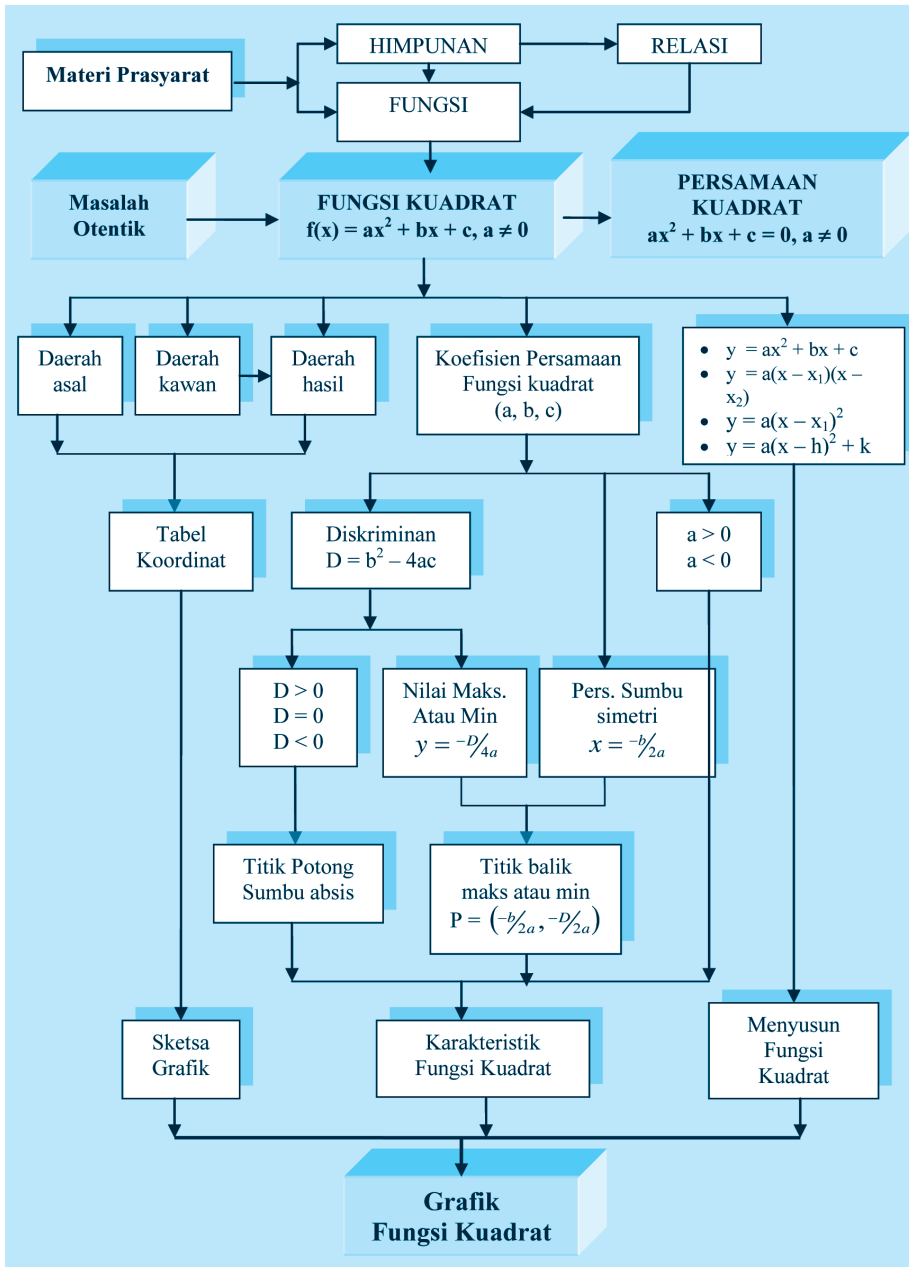 HIMPUNAN
RELASI
Materi Prasyarat
FUNGSI
Masalah
Otentik
FUNGSI KUADRAT
f(x) = ax² + bx + c, a ≠ 0
PERSAMAAN
KUADRAT
ax² + bx + c = 0, a ≠ 0
Daerah
asal
Daerah
kawan
Daerah
hasil
Koefisien Persamaan
Fungsi kuadrat
(a, b, c)
• y = ax² + bx + c
• y = a(x – x₁)(x –
x₂)
• y = a(x – x₁)²
• y = a(x – h)² + k
Tabel
Koordinat
Diskriminan
D = b² – 4ac
a > 0
a < 0
D > 0
D = 0
D < 0
Nilai Maks.
Atau Min
y = –D/4a
Pers. Sumbu
simetri
x = –b/2a
Titik Potong
Sumbu absis
Titik balik
maks atau min
P = (–b/2a, –D/2a)
Sketsa
Grafik
Karakteristik
Fungsi Kuadrat
Menyusun
Fungsi
Kuadrat
Grafik
Fungsi Kuadrat